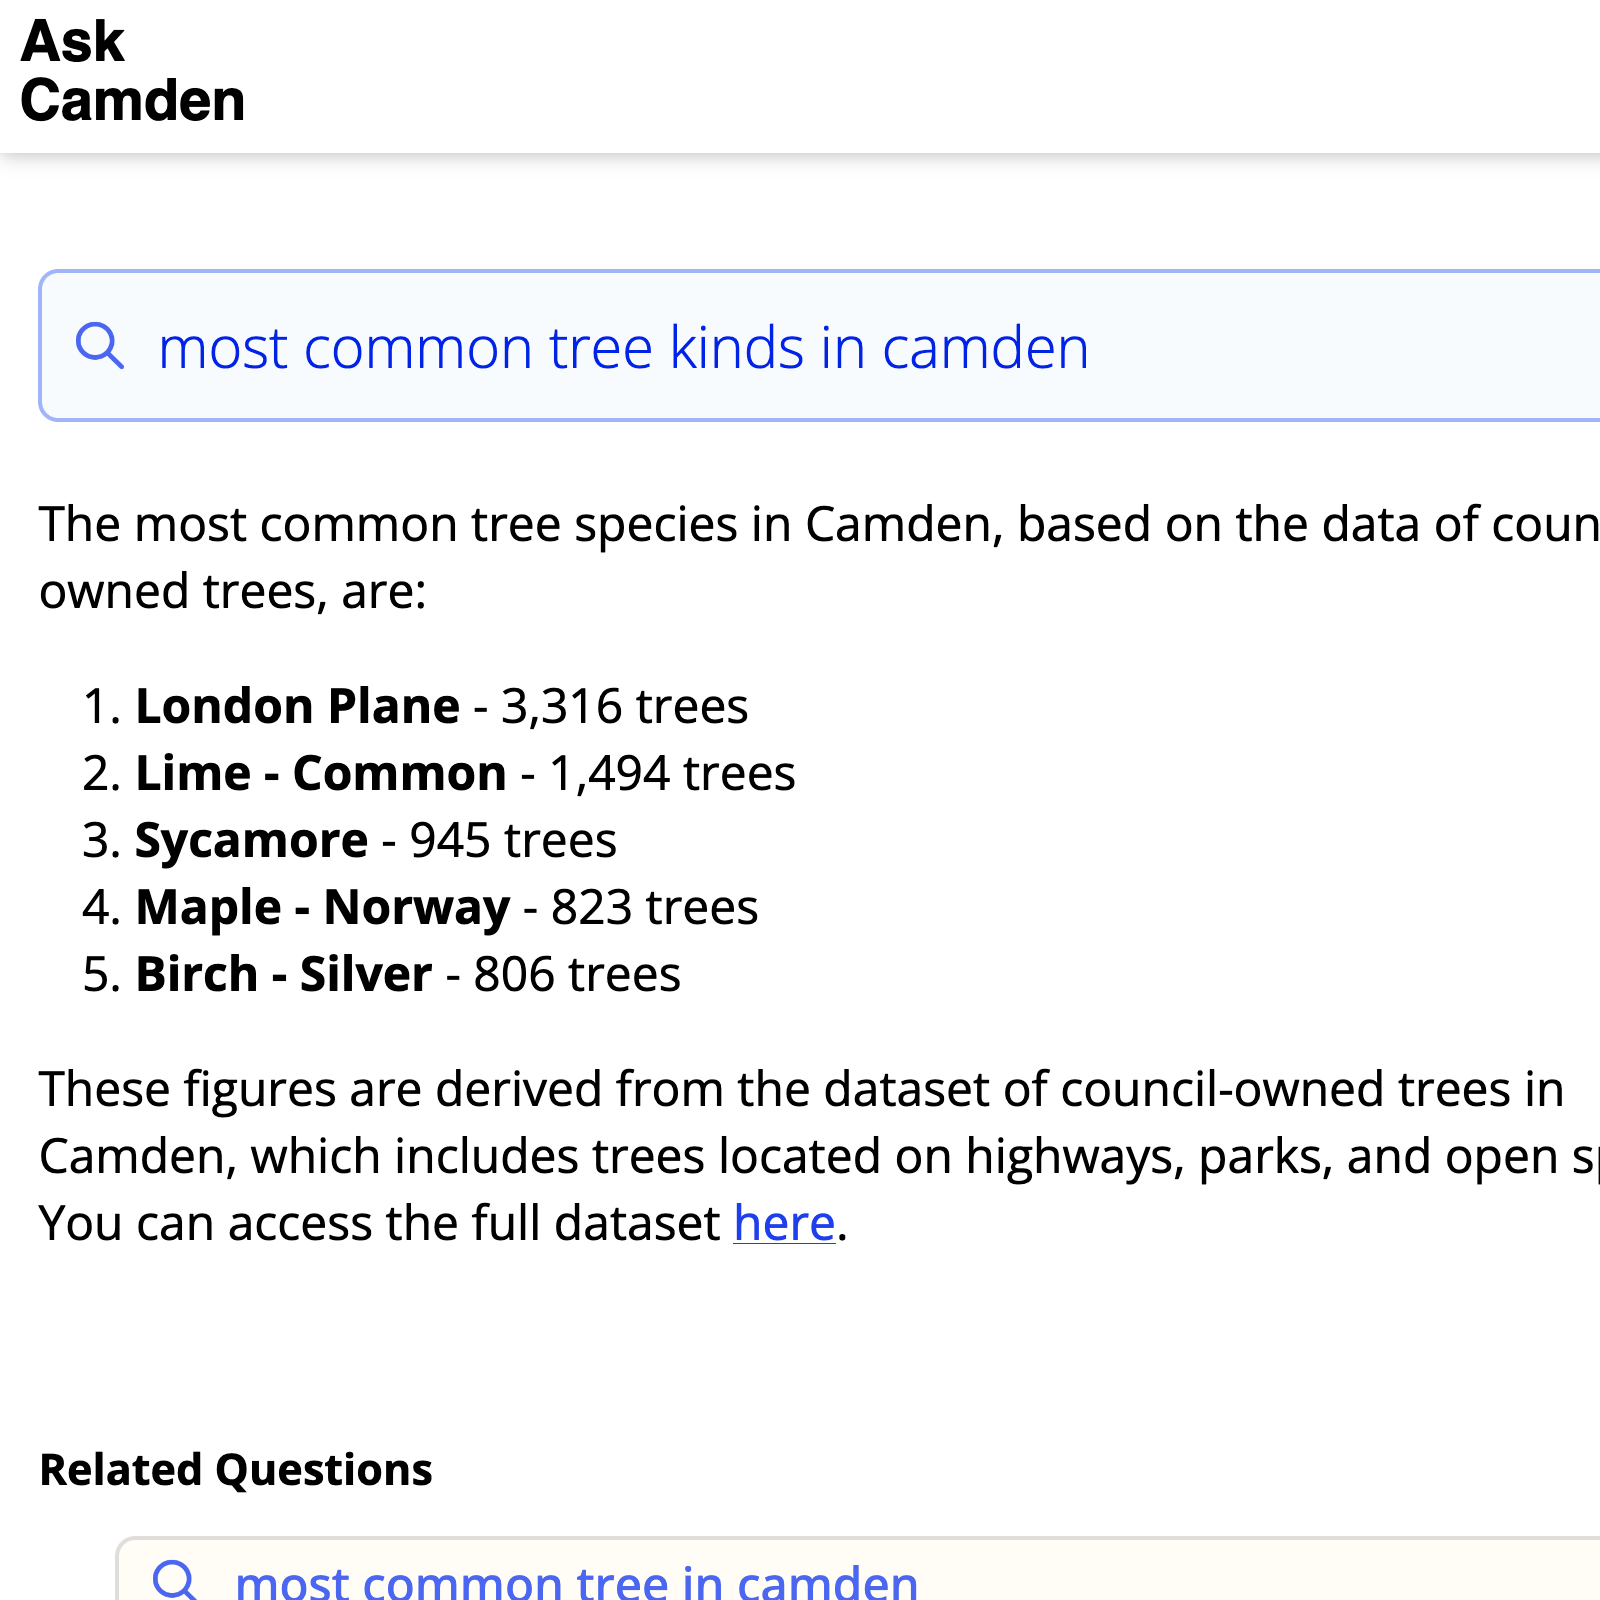 Ask
Camden
most common tree kinds in camden
The most common tree species in Camden, based on the data of
owned trees, are:
1. London Plane - 3,316 trees
2. Lime - Common - 1,494 trees
3. Sycamore - 945 trees
4. Maple - Norway - 823 trees
5. Birch - Silver - 806 trees
These figures are derived from the dataset of council-owned trees in
Camden, which includes trees located on highways, parks, and open
You can access the full dataset here.
Related Questions
most common tree in camden